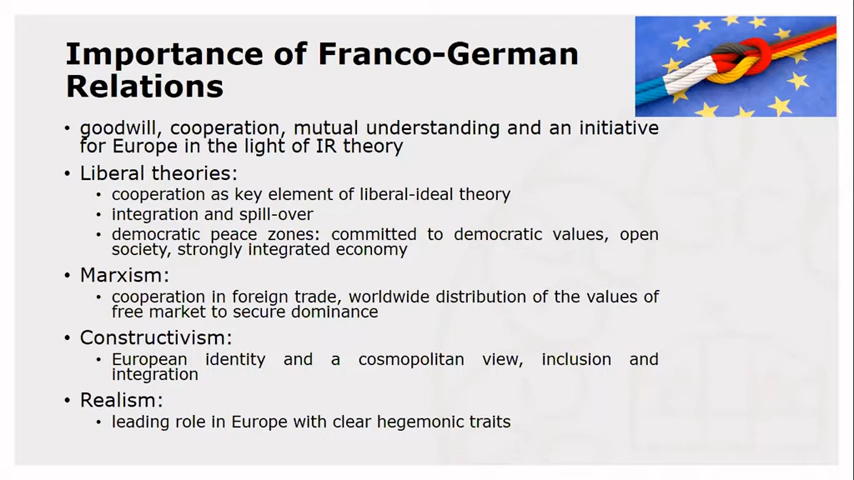 Importance of Franco-German
Relations
• goodwill, cooperation, mutual understanding and an initiative
for Europe in the light of IR theory
• Liberal theories:
• cooperation as key element of liberal-ideal theory
• integration and spill-over
• democratic peace zones: committed to democratic values, open
society, strongly integrated economy
• Marxism:
• cooperation in foreign trade, worldwide distribution of the values of
free market to secure dominance
• Constructivism:
• European identity and a cosmopolitan view, inclusion and
integration
• Realism:
• leading role in Europe with clear hegemonic traits